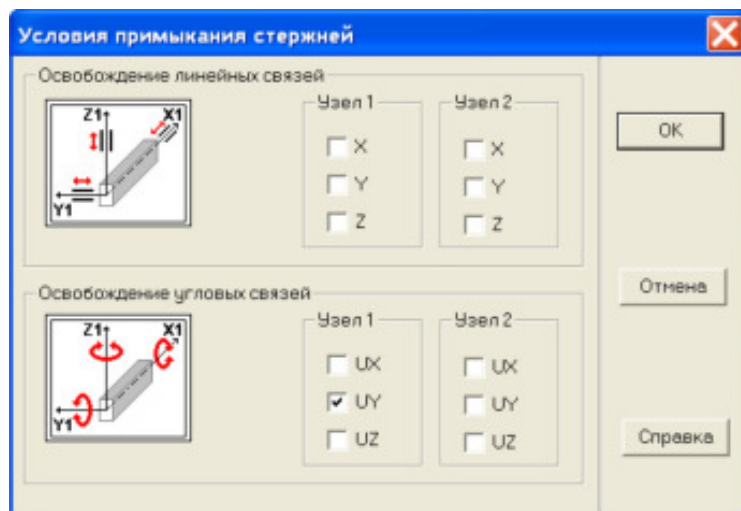 Условия примыкания стержней
Освобождение линейных связей
Z1 X1
Y1
Узел 1 Узел 2
X X
Y Y
Z Z
OK
Отмена
Освобождение угловых связей
Z1 X1
Y1
Узел 1 Узел 2
UX UX
UY UY
UZ UZ
Справка